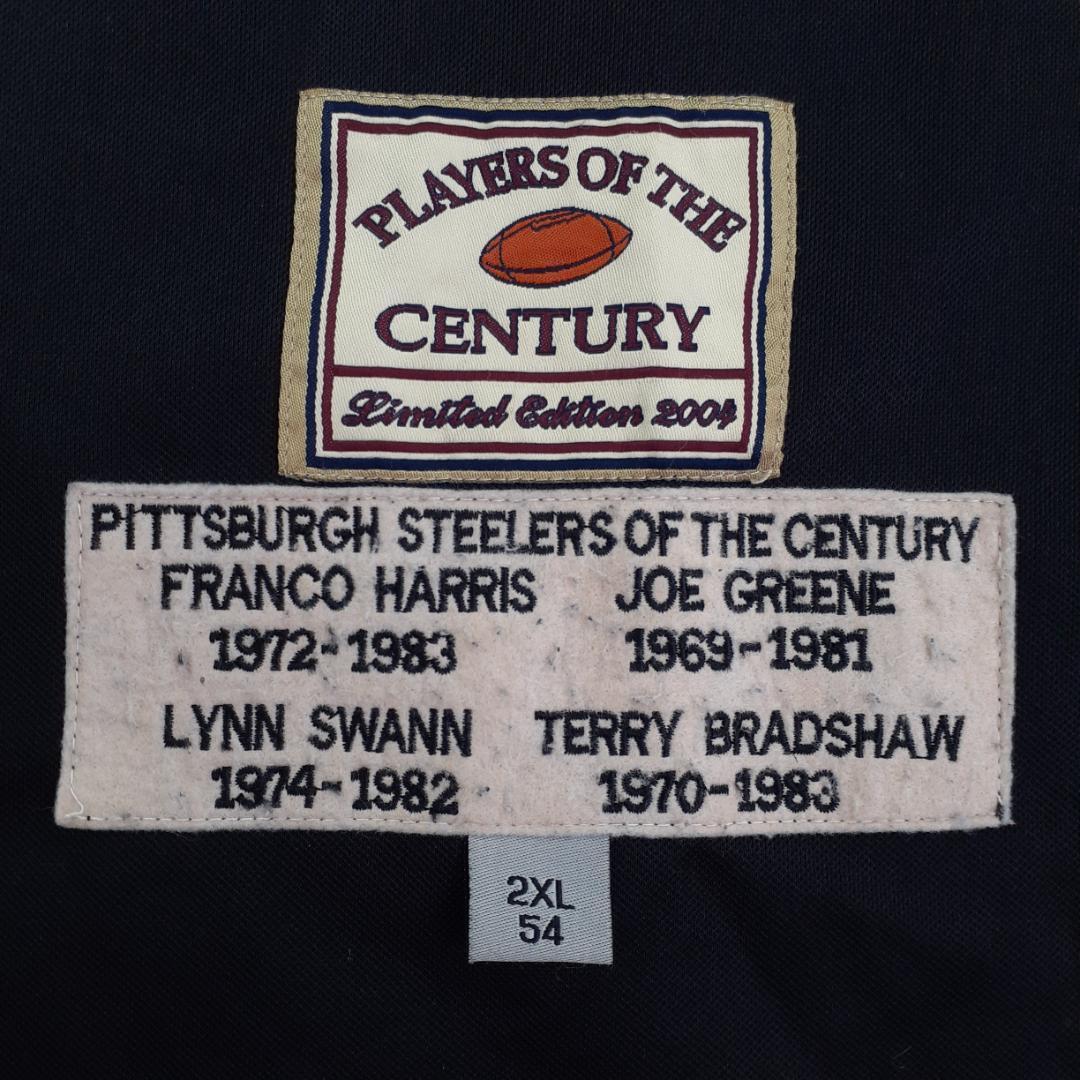 PLAYERS OF THE
CENTURY
Limited Edition 2004
PITTSBURGH STEELERS OF THE CENTURY
FRANCO HARRIS JOE GREENE
1972-1983 1969-1981
LYNN SWANN TERRY BRADSHAW
1974-1982 1970-1983
2XL
54